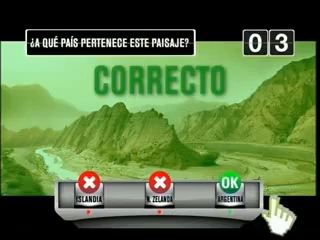 ¿A QUÉ PAÍS PERTENECE ESTE PAISAJE?
03
CORRECTO
OK
ISLANDIA
N. ZELANDA
ARGENTINA